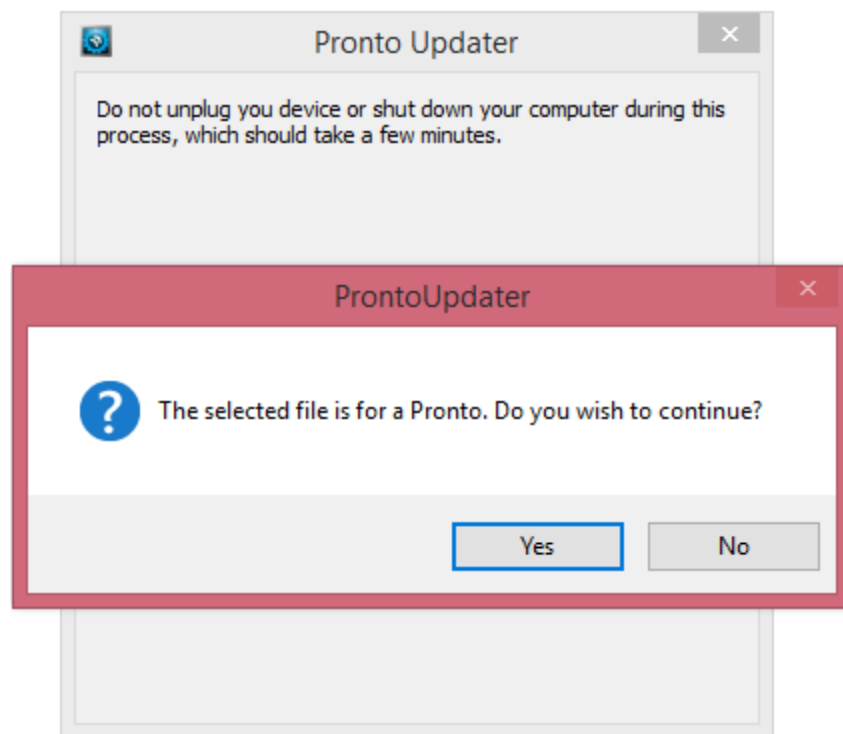 Pronto Updater
Do not unplug you device or shut down your computer during this
process, which should take a few minutes.
ProntoUpdater
The selected file is for a Pronto. Do you wish to continue?
Yes
No